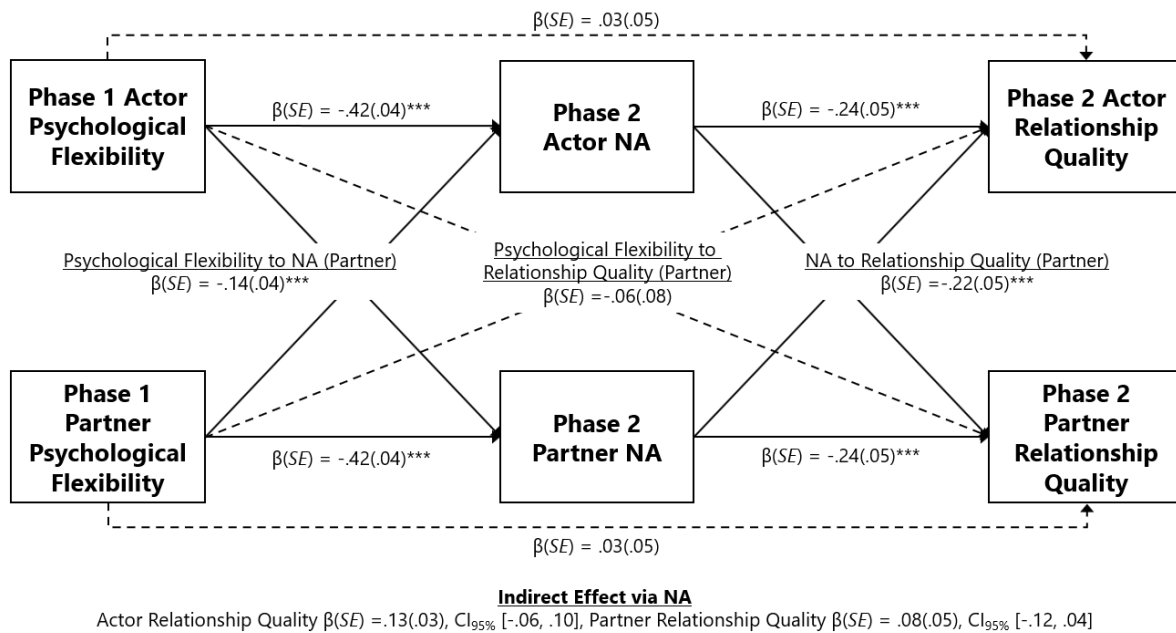 β(SE) = .03(.05)
Phase 1 Actor
Psychological
Flexibility
β(SE) = -.42(.04)***
Phase 2
Actor NA
β(SE) = -.24(.05)***
Phase 2 Actor
Relationship
Quality
Psychological Flexibility to NA (Partner)
β(SE) = -.14(.04)***
Psychological Flexibility to
Relationship Quality (Partner)
β(SE) =-.06(.08)
NA to Relationship Quality (Partner)
β(SE) =-.22(.05)***
Phase 1
Partner
Psychological
Flexibility
β(SE) = -.42(.04)***
Phase 2
Partner NA
β(SE) = -.24(.05)***
Phase 2
Partner
Relationship
Quality
β(SE) = .03(.05)
Indirect Effect via NA
Actor Relationship Quality β(SE) =.13(.03), CI95% [-.06, .10], Partner Relationship Quality β(SE) = .08(.05), CI95% [-.12, .04]